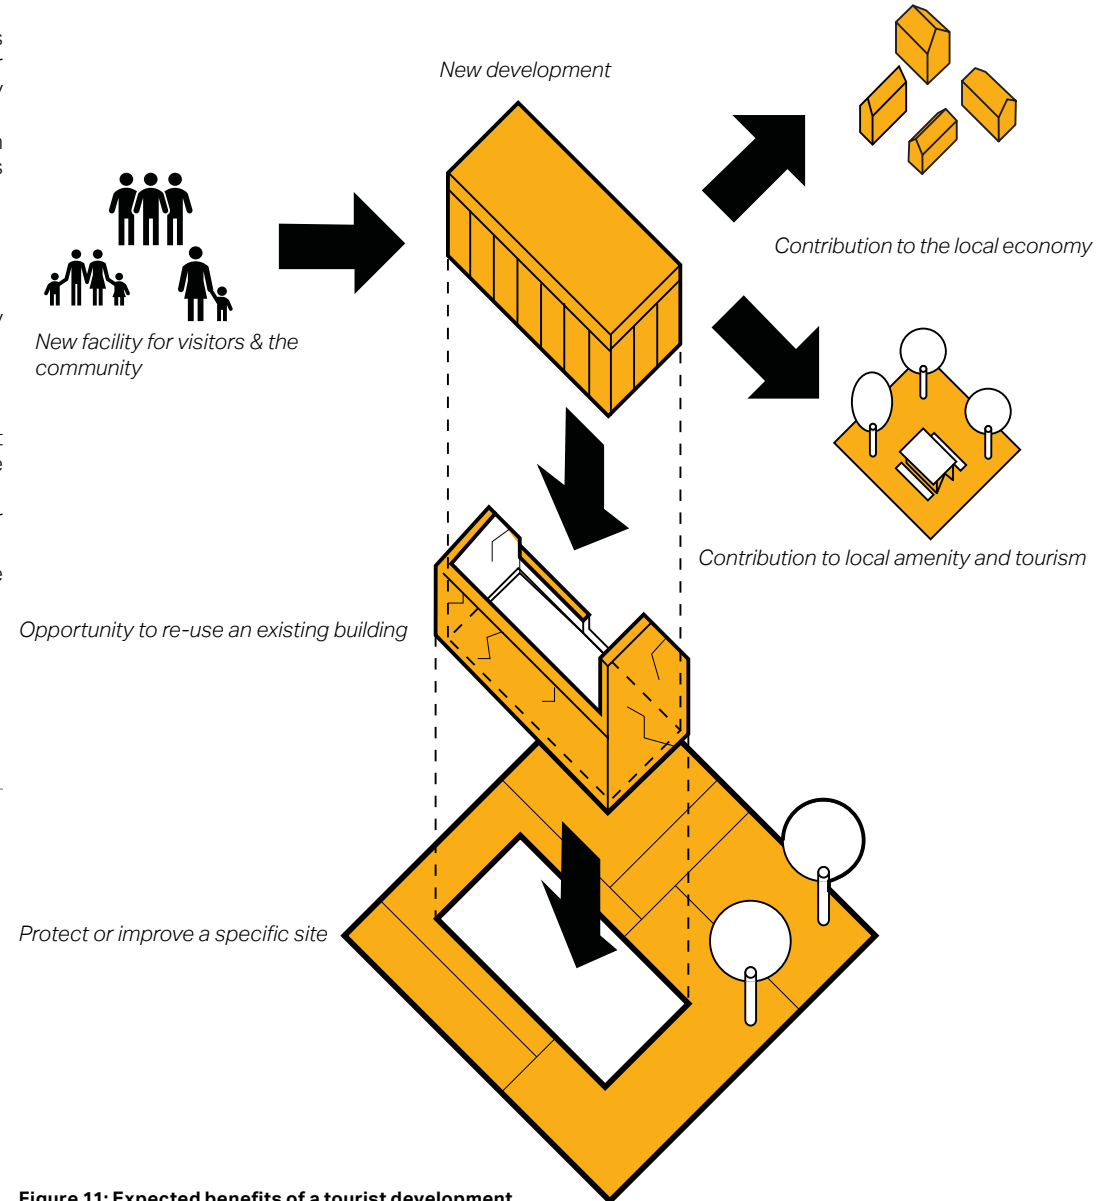 New development
Contribution to the local economy
New facility for visitors & the
community
Contribution to local amenity and tourism
Opportunity to re-use an existing building
Protect or improve a specific site
Figure 11: Expected benefits of a tourist development